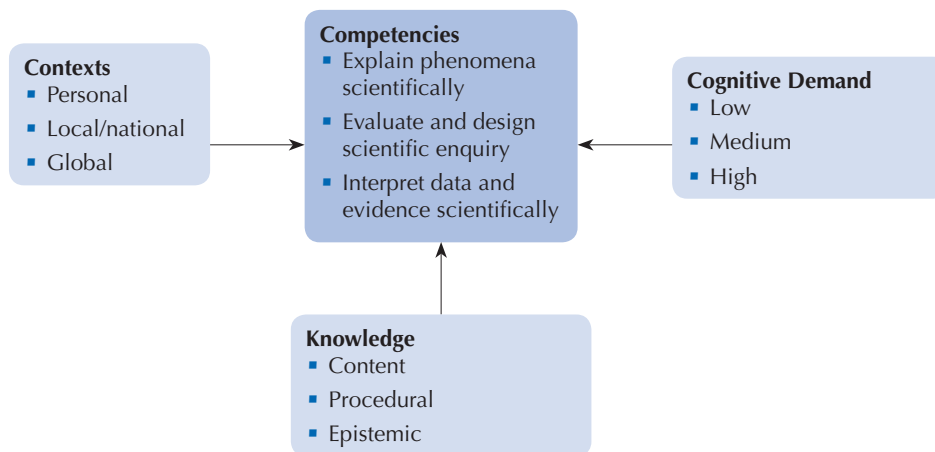 Contexts
▪ Personal
▪ Local/national
▪ Global
Competencies
▪ Explain phenomena
scientifically
▪ Evaluate and design
scientific enquiry
▪ Interpret data and
evidence scientifically
Cognitive Demand
▪ Low
▪ Medium
▪ High
Knowledge
▪ Content
▪ Procedural
▪ Epistemic